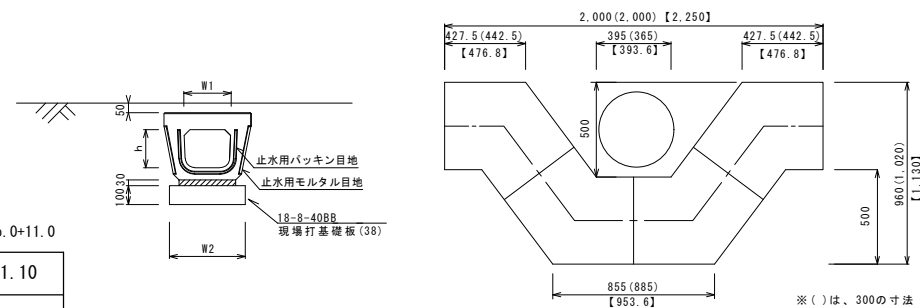 W1
50
h
止水用パッキン目地
止水用モルタル目地
100 30
18-8-40BB
現場打基礎板(38)
W2
.0+11.0
1.10
2,000(2,000)【2,250】
427.5(442.5)
【476.8】
395(365)
【393.6】
427.5(442.5)
【476.8】
500
500
960(1,020)
【1,130】
855(885)
【953.6】
※( )は、300の寸法